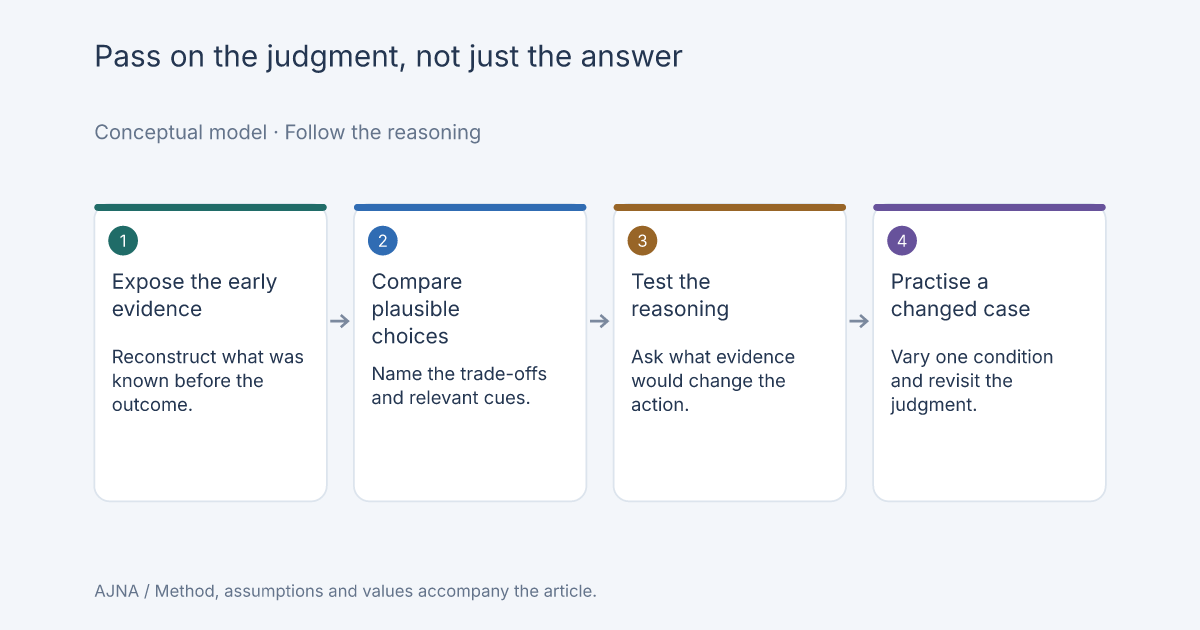 Pass on the judgment, not just the answer
Conceptual model · Follow the reasoning
1
Expose the early
evidence
Reconstruct what was
known before the
outcome.
2
Compare
plausible
choices
Name the trade-offs
and relevant cues.
3
Test the
reasoning
Ask what evidence
would change the
action.
4
Practise a
changed case
Vary one condition
and revisit the
judgment.
AJNA / Method, assumptions and values accompany the article.